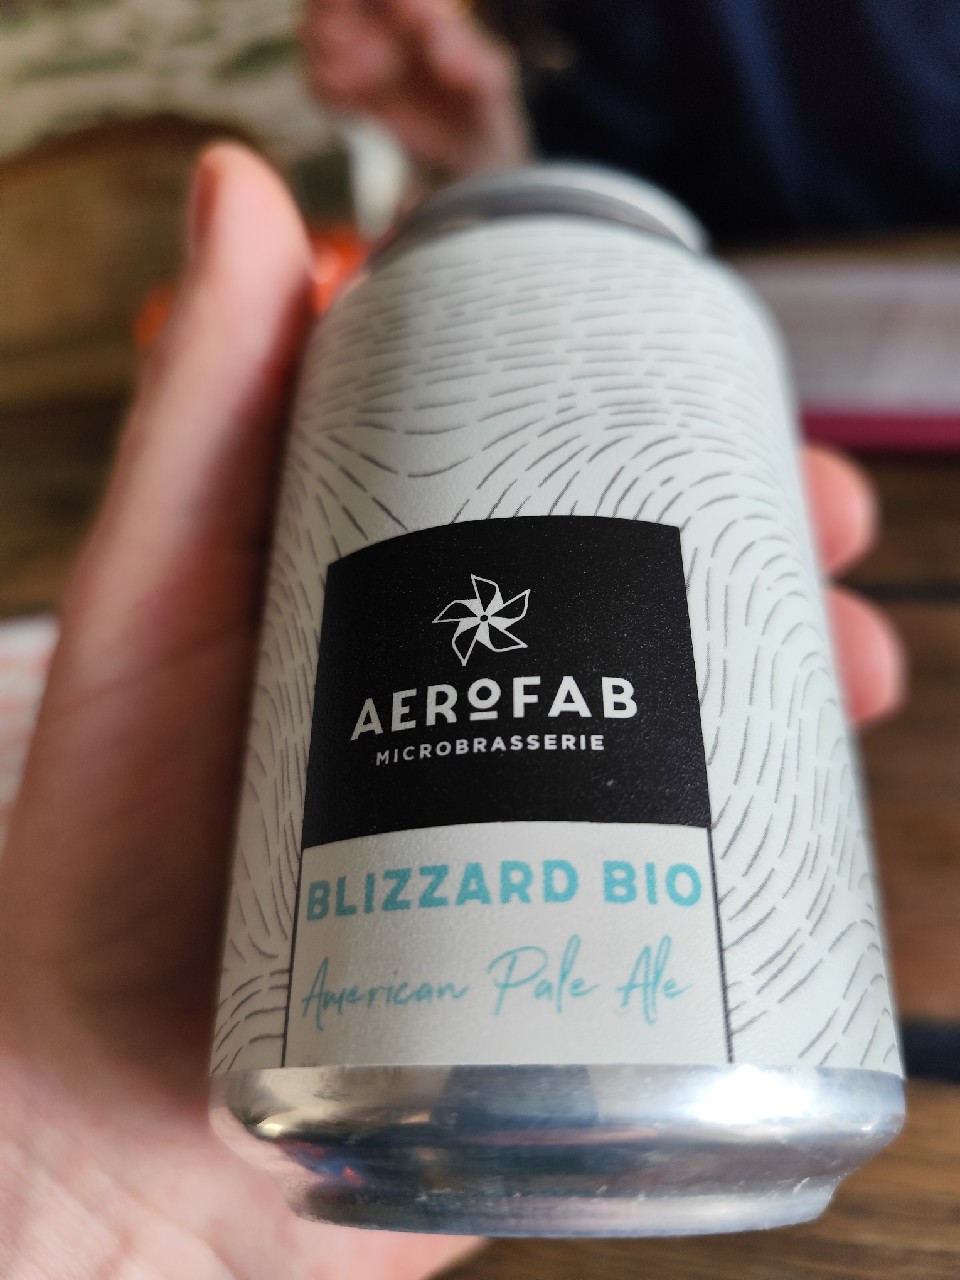 AEROFAB
MICROBRASSERIE
BLIZZARD BIO
American Pale Ale